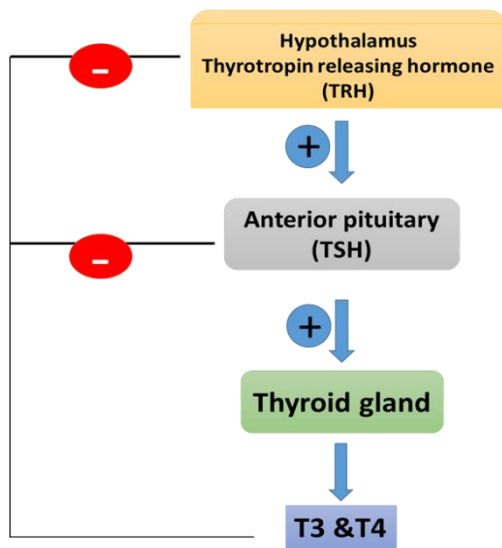 Hypothalamus
Thyrotropin releasing hormone
(TRH)
-
+
Anterior pituitary
(TSH)
-
+
Thyroid gland
T3 &T4